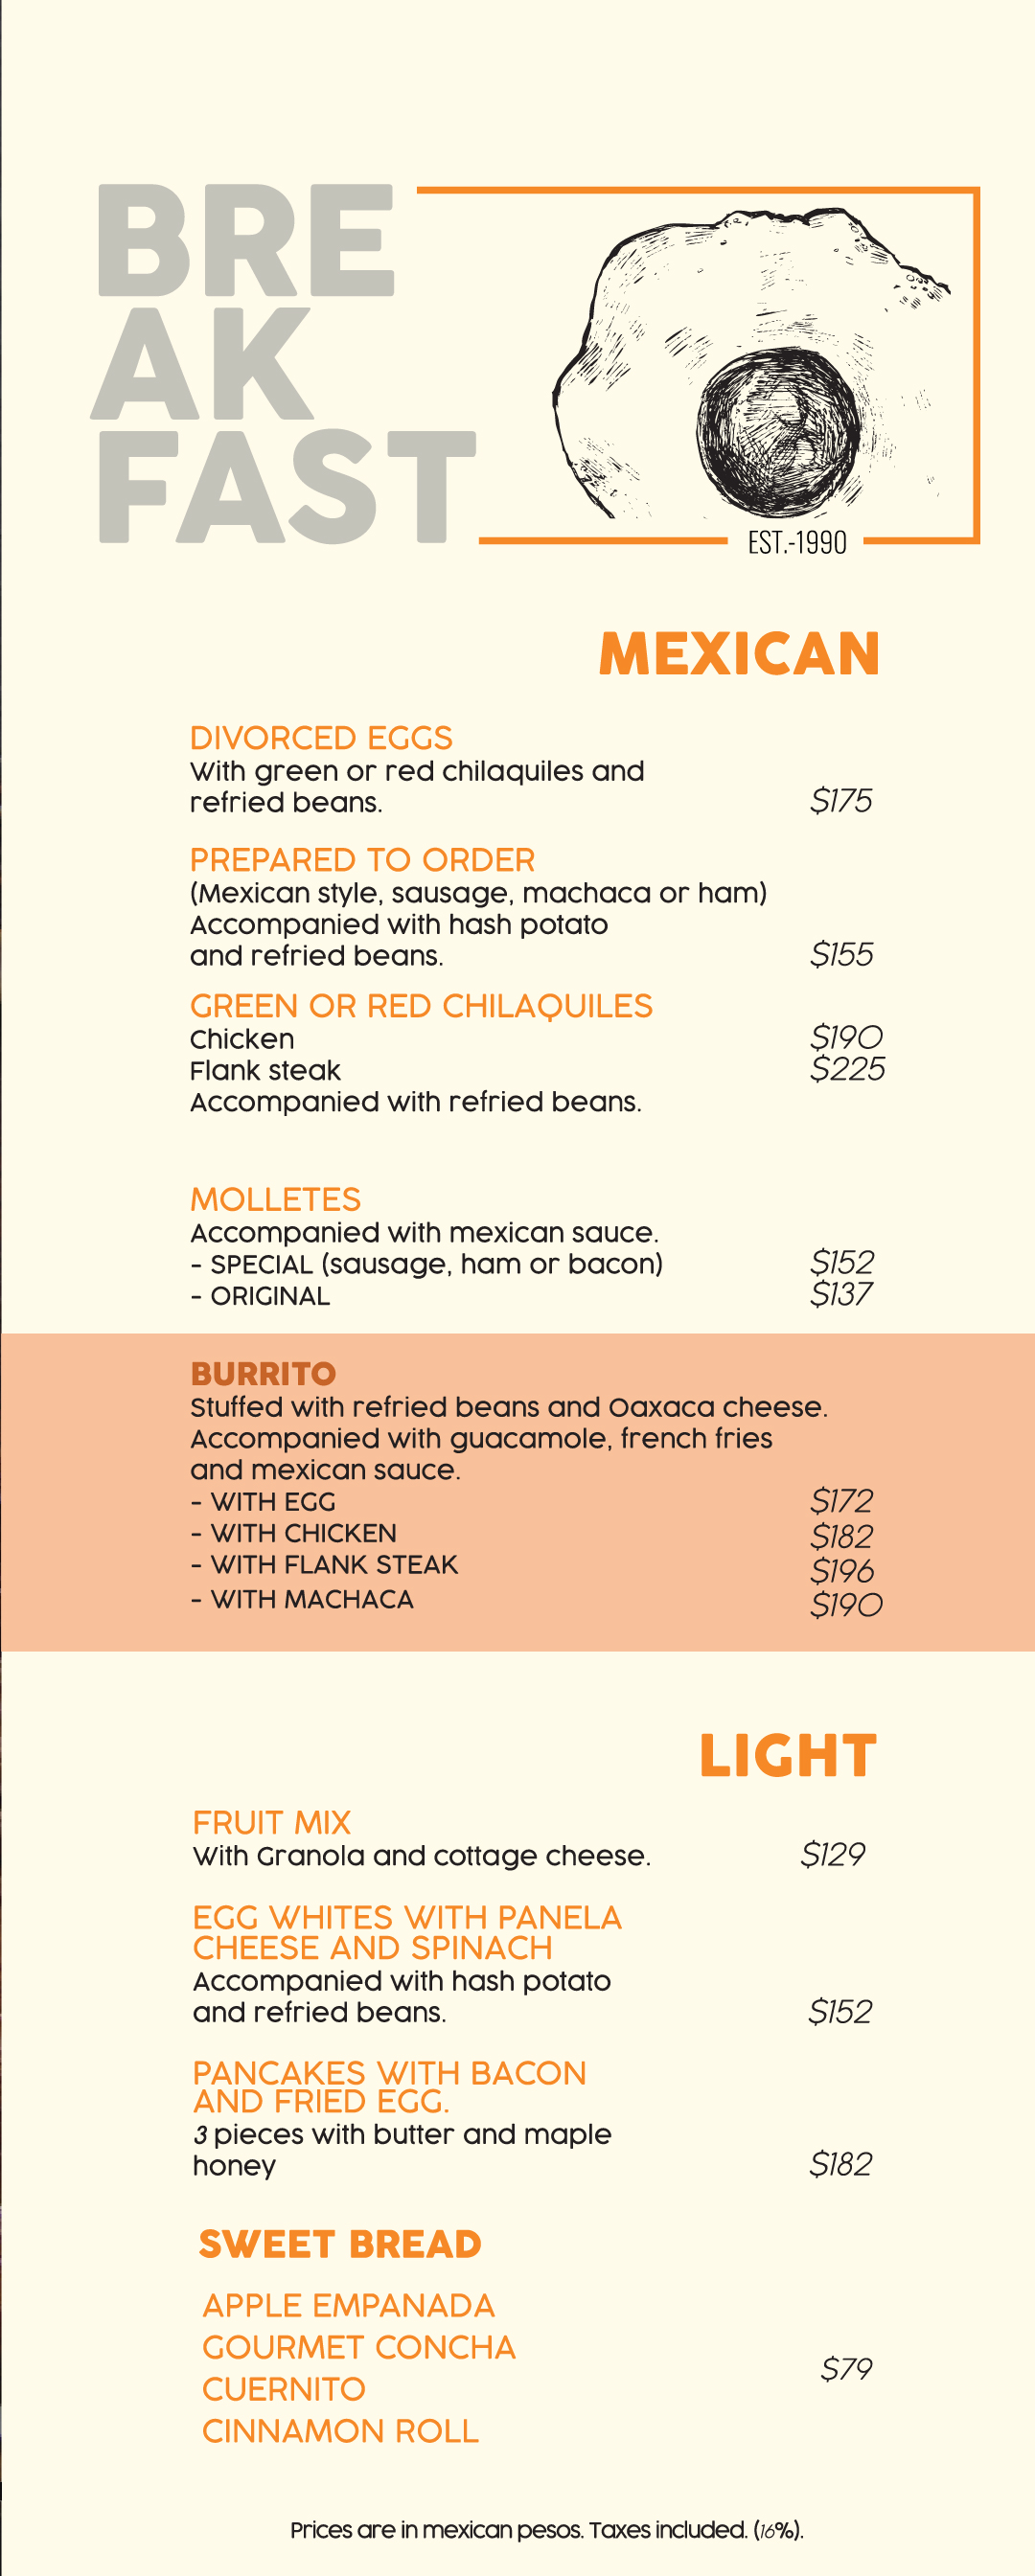 BRE
AK
FAST
EST.-1990
MEXICAN
DIVORCED EGGS
With green or red chilaquiles and
refried beans. $175
PREPARED TO ORDER
(Mexican style, sausage, machaca or ham)
Accompanied with hash potato
and refried beans. $155
GREEN OR RED CHILAQUILES
Chicken $190
Flank steak $225
Accompanied with refried beans.
MOLLETES
Accompanied with mexican sauce.
- SPECIAL (sausage, ham or bacon) $152
- ORIGINAL $137
BURRITO
Stuffed with refried beans and Oaxaca cheese.
Accompanied with guacamole, french fries
and mexican sauce.
- WITH EGG $172
- WITH CHICKEN $182
- WITH FLANK STEAK $196
- WITH MACHACA $190
LIGHT
FRUIT MIX
With Granola and cottage cheese. $129
EGG WHITES WITH PANELA
CHEESE AND SPINACH
Accompanied with hash potato
and refried beans. $152
PANCAKES WITH BACON
AND FRIED EGG.
3 pieces with butter and maple
honey $182
SWEET BREAD
APPLE EMPANADA
GOURMET CONCHA
$79
CUERNITO
CINNAMON ROLL
Prices are in mexican pesos. Taxes included. (16%).